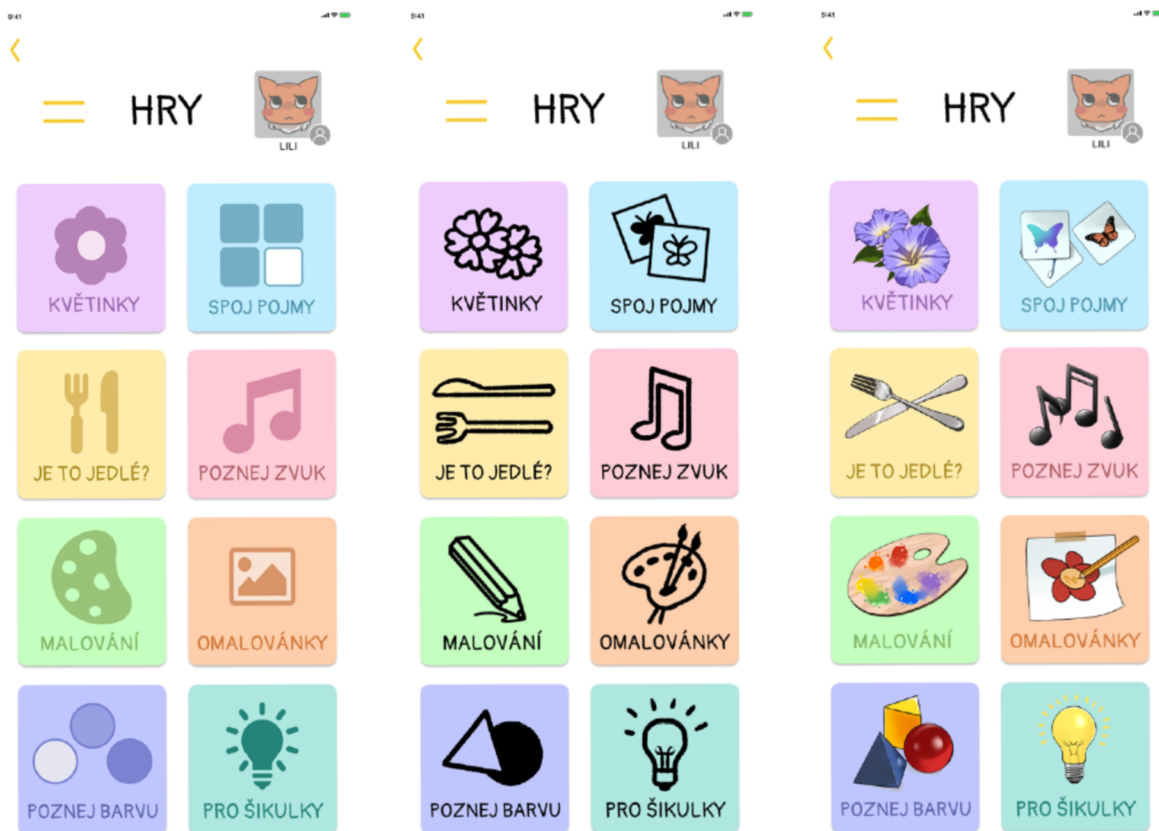 9:41
HRY
LILI
KVĚTINKY
SPOJ POJMY
JE TO JEDLÉ?
POZNEJ ZVUK
MALOVÁNÍ
OMALOVÁNKY
POZNEJ BARVU
PRO ŠIKULKY
9:41
HRY
LILI
KVĚTINKY
SPOJ POJMY
JE TO JEDLÉ?
POZNEJ ZVUK
MALOVÁNÍ
OMALOVÁNKY
POZNEJ BARVU
PRO ŠIKULKY
9:41
HRY
LILI
KVĚTINKY
SPOJ POJMY
JE TO JEDLÉ?
POZNEJ ZVUK
MALOVÁNÍ
OMALOVÁNKY
POZNEJ BARVU
PRO ŠIKULKY